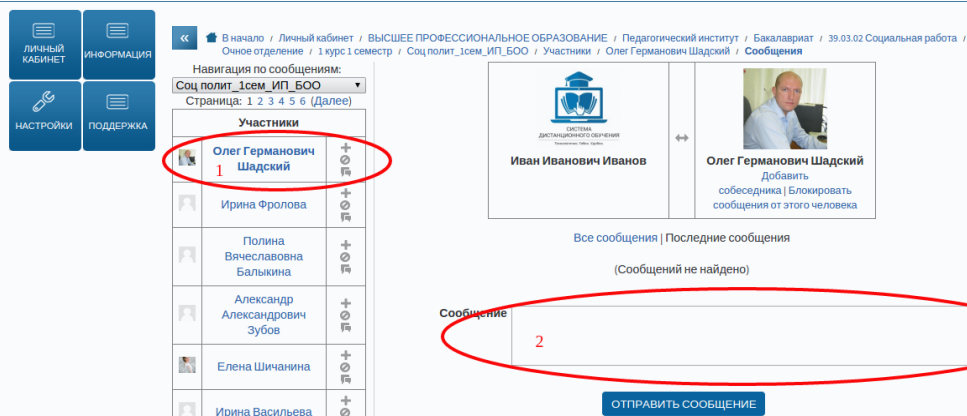 ЛИЧНЫЙ
КАБИНЕТ
ИНФОРМАЦИЯ
НАСТРОЙКИ
ПОДДЕРЖКА
«
В начало / Личный кабинет / ВЫСШЕЕ ПРОФЕССИОНАЛЬНОЕ ОБРАЗОВАНИЕ / Педагогический институт / Бакалавриат / 39.03.02 Социальная работа /
Очное отделение / 1 курс 1 семестр / Соц полит_1сем_ИП_БОО / Участники / Олег Германович Шадский / Сообщения
Навигация по сообщениям:
Соц полит_1сем_ИП_БОО
Страница: 1 2 3 4 5 6 (Далее)
Участники
Олег Германович
Шадский
1
Ирина Фролова
Полина
Вячеславовна
Балыкина
Александр
Александрович
Зубов
Елена Шичанина
Ирина Васильева
СИСТЕМА
ДИСТАНЦИОННОГО ОБУЧЕНИЯ
Иван Иванович Иванов
Олег Германович Шадский
Добавить
собеседника | Блокировать
сообщения от этого человека
Все сообщения | Последние сообщения
(Сообщений не найдено)
Сообщение
2
ОТПРАВИТЬ СООБЩЕНИЕ